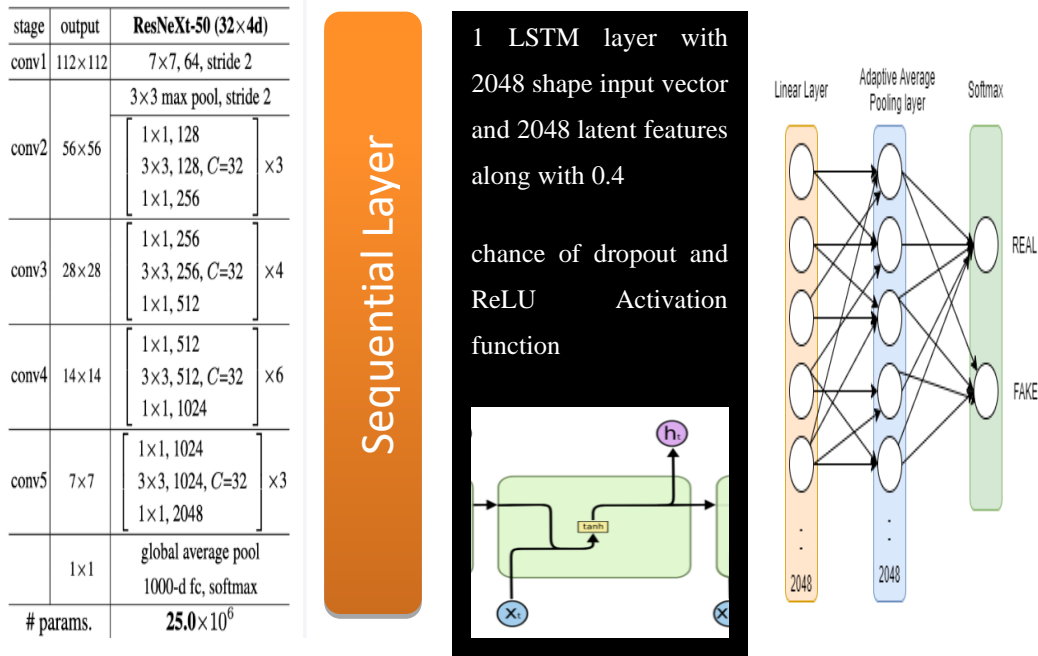 stage output ResNeXt-50 (32×4d)
conv1 112×112 7×7, 64, stride 2
3×3 max pool, stride 2
conv2 56×56
1×1, 128
3×3, 128, C=32
1×1, 256
×3
conv3 28×28
1×1, 256
3×3, 256, C=32
1×1, 512
×4
conv4 14×14
1×1, 512
3×3, 512, C=32
1×1, 1024
×6
conv5 7×7
1×1, 1024
3×3, 1024, C=32
1×1, 2048
×3
1×1
global average pool
1000-d fc, softmax
# params. 25.0×10⁶
Sequential Layer
1 LSTM layer with
2048 shape input vector
and 2048 latent features
along with 0.4
chance of dropout and
ReLU Activation
function
hₜ
tanh
Xₜ
X
Linear Layer
Adaptive Average
Pooling layer
Softmax
REAL
FAKE
2048
2048